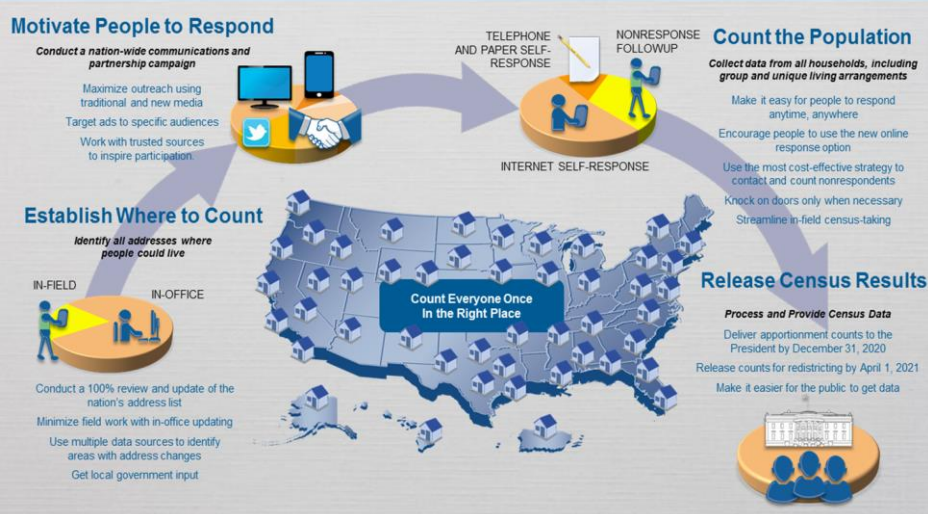 Motivate People to Respond
Conduct a nation-wide communications and
partnership campaign
Maximize outreach using
traditional and new media
Target ads to specific audiences
Work with trusted sources
to inspire participation.
TELEPHONE
AND PAPER SELF-
RESPONSE
NONRESPONSE
FOLLOWUP
INTERNET SELF-RESPONSE
Count the Population
Collect data from all households, including
group and unique living arrangements
Make it easy for people to respond
anytime, anywhere
Encourage people to use the new online
response option
Use the most cost-effective strategy to
contact and count nonrespondents
Knock on doors only when necessary
Streamline in-field census-taking
Establish Where to Count
Identify all addresses where
people could live
IN-FIELD
IN-OFFICE
Conduct a 100% review and update of the
nation's address list
Minimize field work with in-office updating
Use multiple data sources to identify
areas with address changes
Get local government input
Count Everyone Once
In the Right Place
Release Census Results
Process and Provide Census Data
Deliver apportionment counts to the
President by December 31, 2020
Release counts for redistricting by April 1, 2021
Make it easier for the public to get data